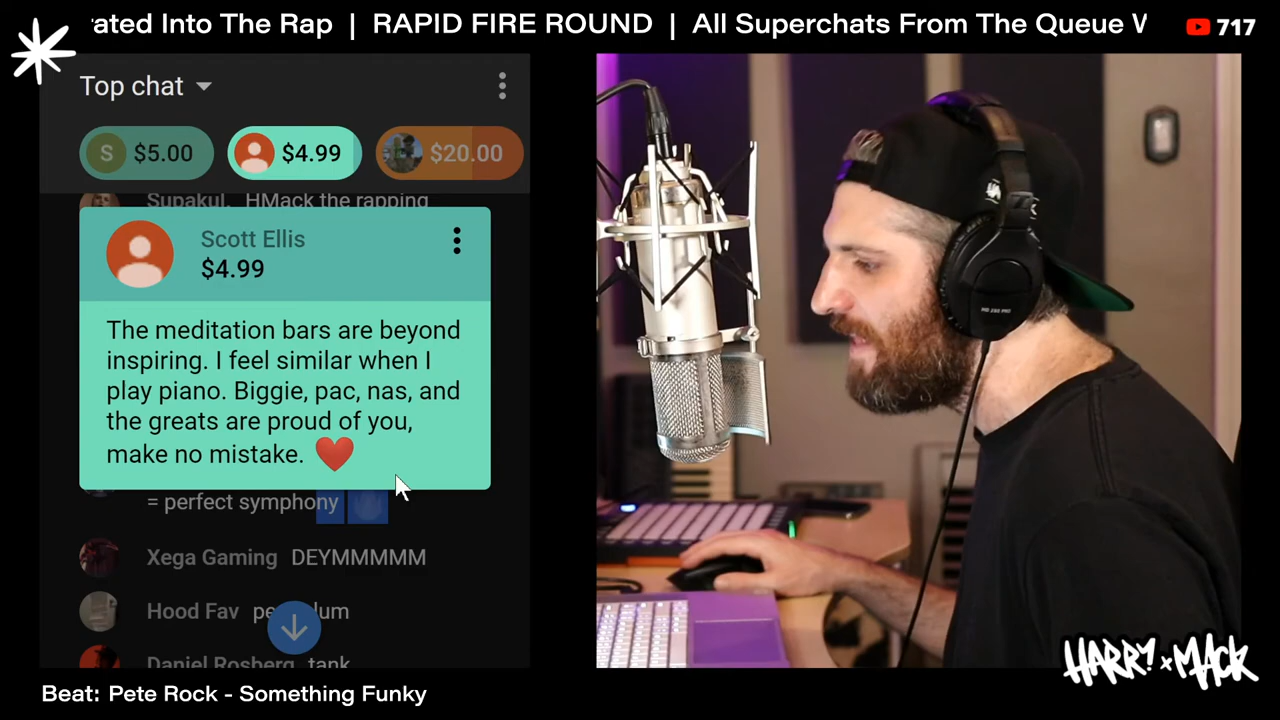 ated Into The Rap | RAPID FIRE ROUND | All Superchats From The Queue W
717
Top chat
S $5.00
$4.99
$20.00
Supakul. HMack the rapping
Scott Ellis
$4.99
The meditation bars are beyond
inspiring. I feel similar when I
play piano. Biggie, pac, nas, and
the greats are proud of you,
make no mistake. ❤️
= perfect symphony
Xega Gaming DEYMMMMM
Hood Fav pe lum
Daniel Rosberg tank
HARRY x MACK
Beat: Pete Rock - Something Funky